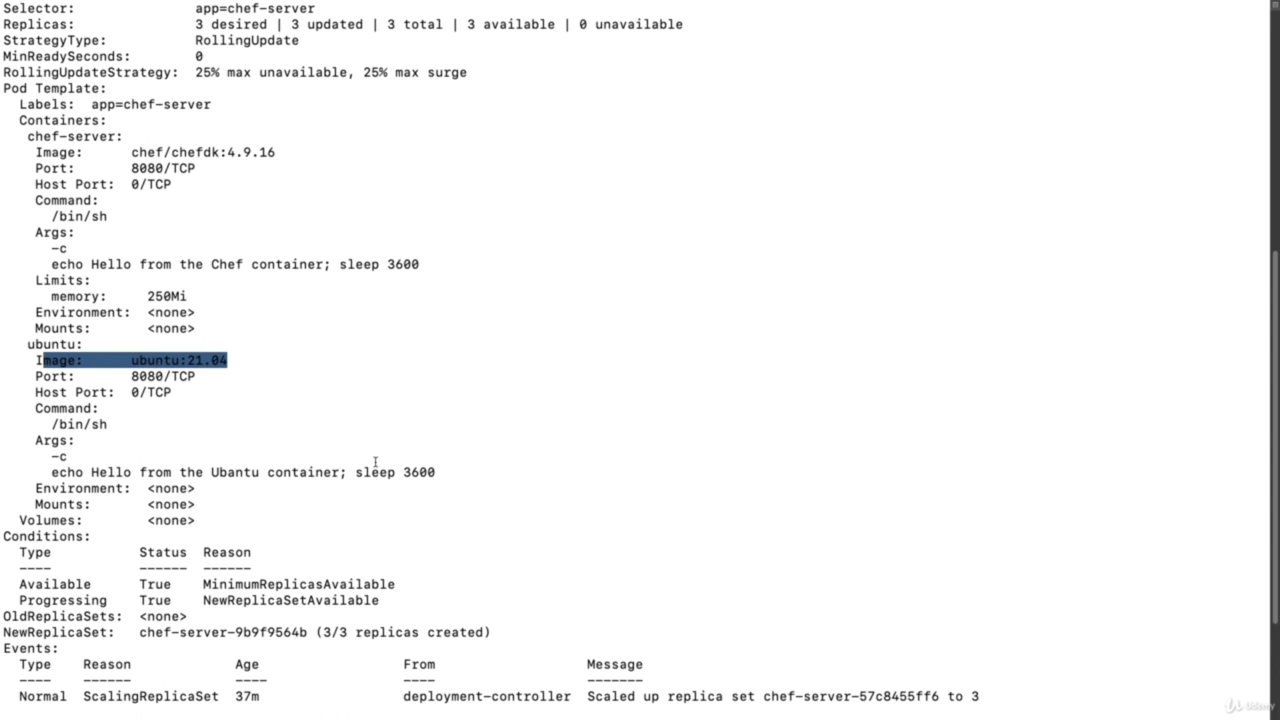 Selector:               app=chef-server
Replicas:               3 desired | 3 updated | 3 total | 3 available | 0 unavailable
StrategyType:           RollingUpdate
MinReadySeconds:        0
RollingUpdateStrategy:  25% max unavailable, 25% max surge
Pod Template:
  Labels:  app=chef-server
  Containers:
   chef-server:
    Image:      chef/chefdk:4.9.16
    Port:       8080/TCP
    Host Port:  0/TCP
    Command:
      /bin/sh
    Args:
      -c
      echo Hello from the Chef container; sleep 3600
    Limits:
      memory:     250Mi
    Environment:  <none>
    Mounts:       <none>
   ubuntu:
    Image:      ubuntu:21.04
    Port:       8080/TCP
    Host Port:  0/TCP
    Command:
      /bin/sh
    Args:
      -c
      echo Hello from the Ubantu container; sleep 3600
    Environment:  <none>
    Mounts:       <none>
  Volumes:        <none>
Conditions:
  Type           Status  Reason
  ----           ------  ------
  Available      True    MinimumReplicasAvailable
  Progressing    True    NewReplicaSetAvailable
OldReplicaSets:  <none>
NewReplicaSet:   chef-server-9b9f9564b (3/3 replicas created)
Events:
  Type    Reason             Age                  From                   Message
  ----    ------             ----                 ----                   -------
  Normal  ScalingReplicaSet  37m                  deployment-controller  Scaled up replica set chef-server-57c8455ff6 to 3
Udemy